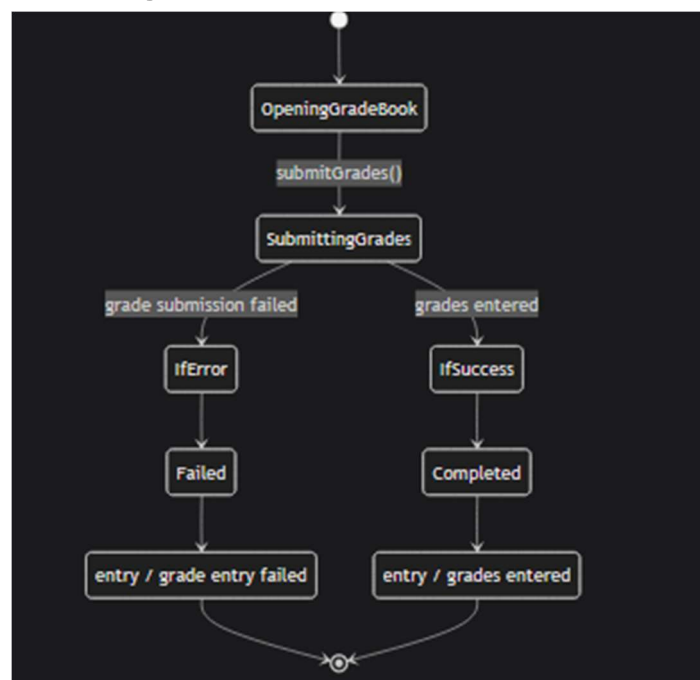 OpeningGradeBook
submitGrades()
SubmittingGrades
grade submission failed
grades entered
IfError
IfSuccess
Failed
Completed
entry / grade entry failed
entry / grades entered